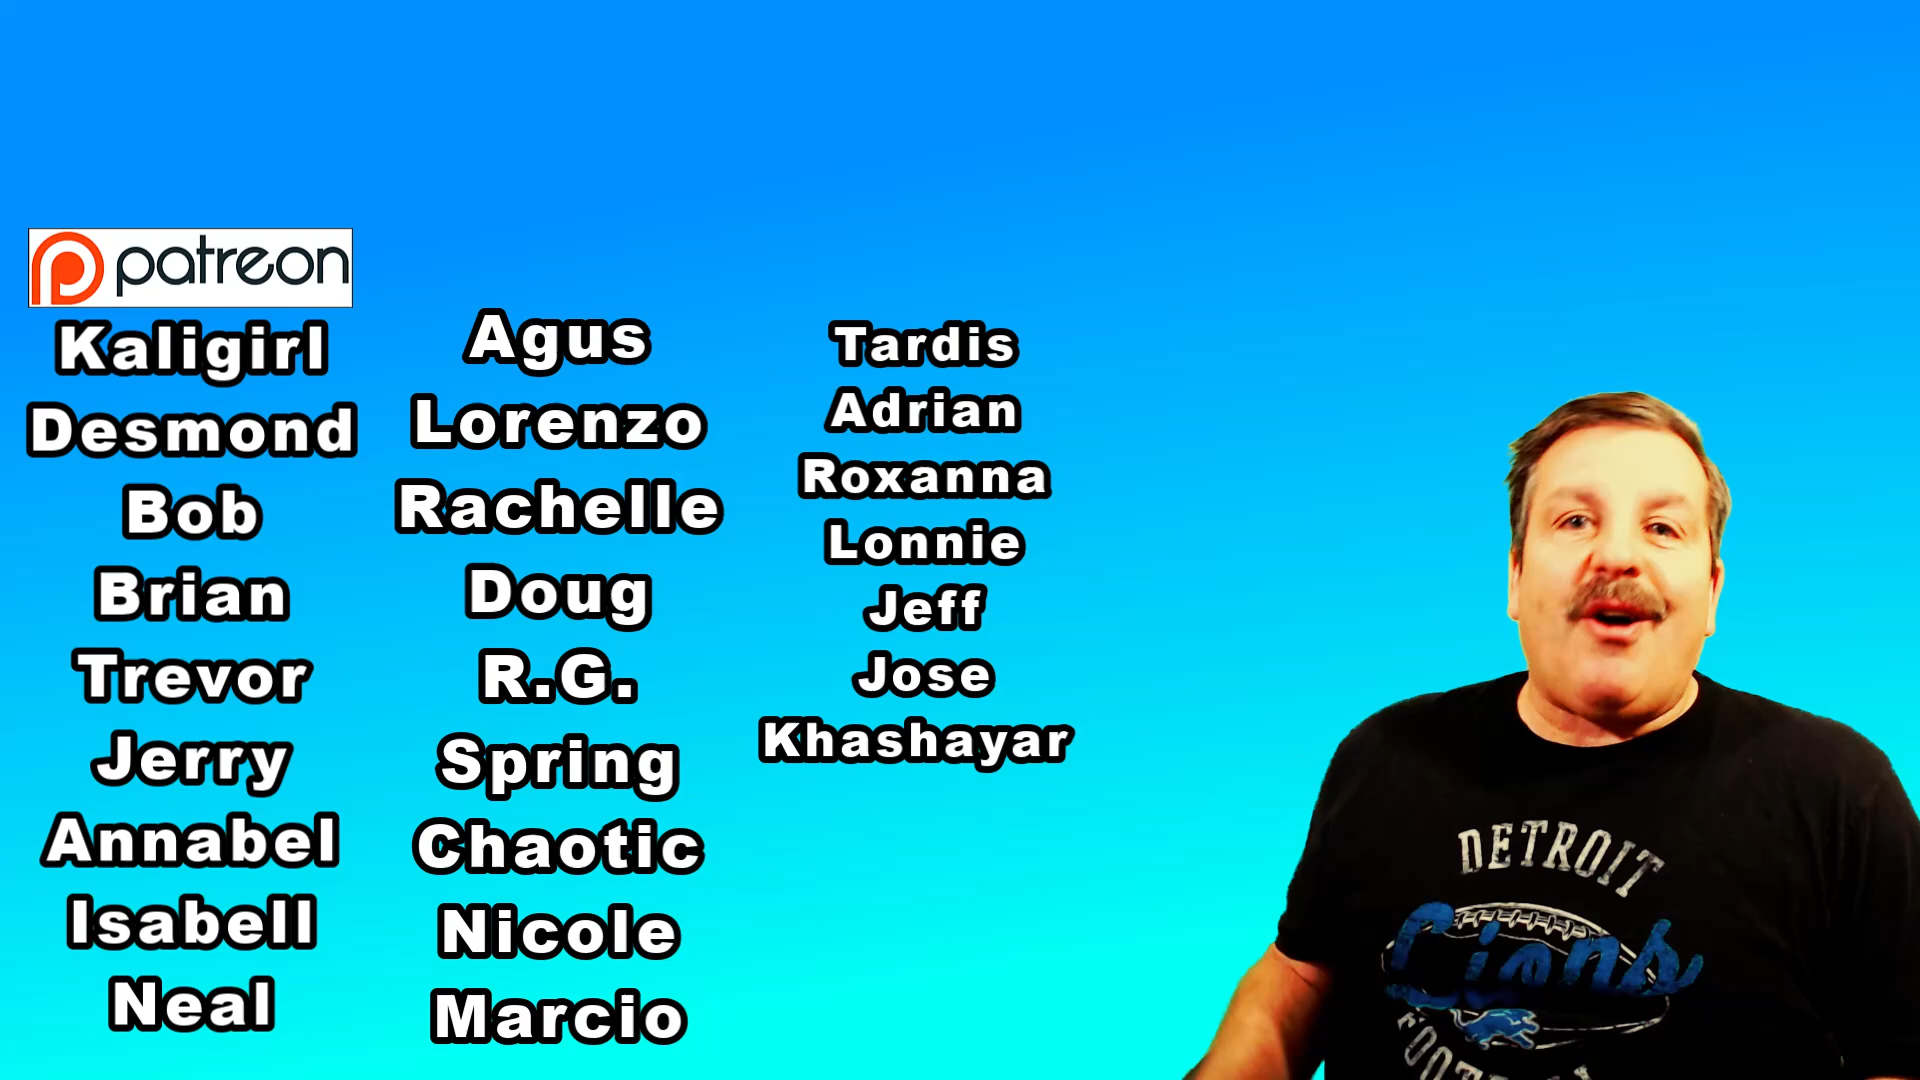 patreon
Kaligirl
Desmond
Bob
Brian
Trevor
Jerry
Annabel
Isabell
Neal
Agus
Lorenzo
Rachelle
Doug
R.G.
Spring
Chaotic
Nicole
Marcio
Tardis
Adrian
Roxanna
Lonnie
Jeff
Jose
Khashayar
DETROIT
Lions